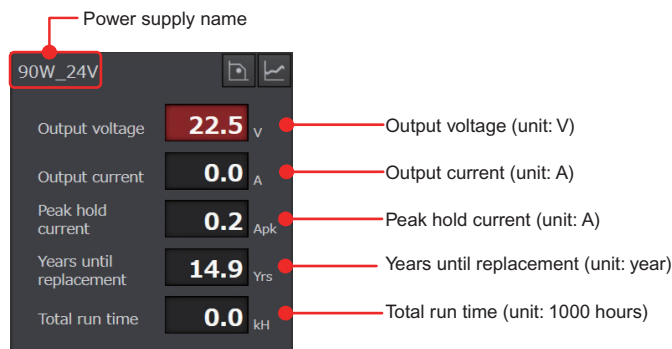 Power supply name
90W_24V
Output voltage 22.5 V
Output voltage (unit: V)
Output current 0.0 A
Output current (unit: A)
Peak hold
current 0.2 Apk
Peak hold current (unit: A)
Years until
replacement 14.9 Yrs
Years until replacement (unit: year)
Total run time 0.0 kH
Total run time (unit: 1000 hours)